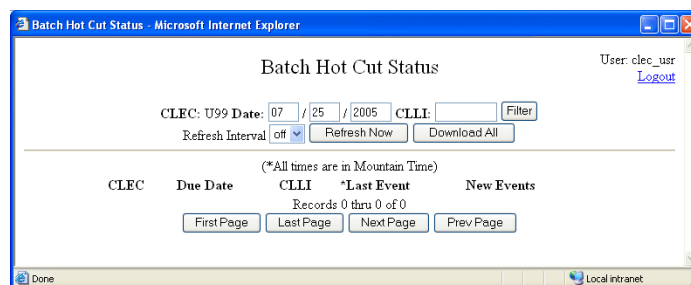 Batch Hot Cut Status - Microsoft Internet Explorer
Batch Hot Cut Status
User: clec_usr
Logout
CLEC: U99 Date: 07 / 25 / 2005 CLLI: Filter
Refresh Interval off Refresh Now Download All
(*All times are in Mountain Time)
CLEC Due Date CLLI *Last Event New Events
Records 0 thru 0 of 0
First Page Last Page Next Page Prev Page
Done Local intranet